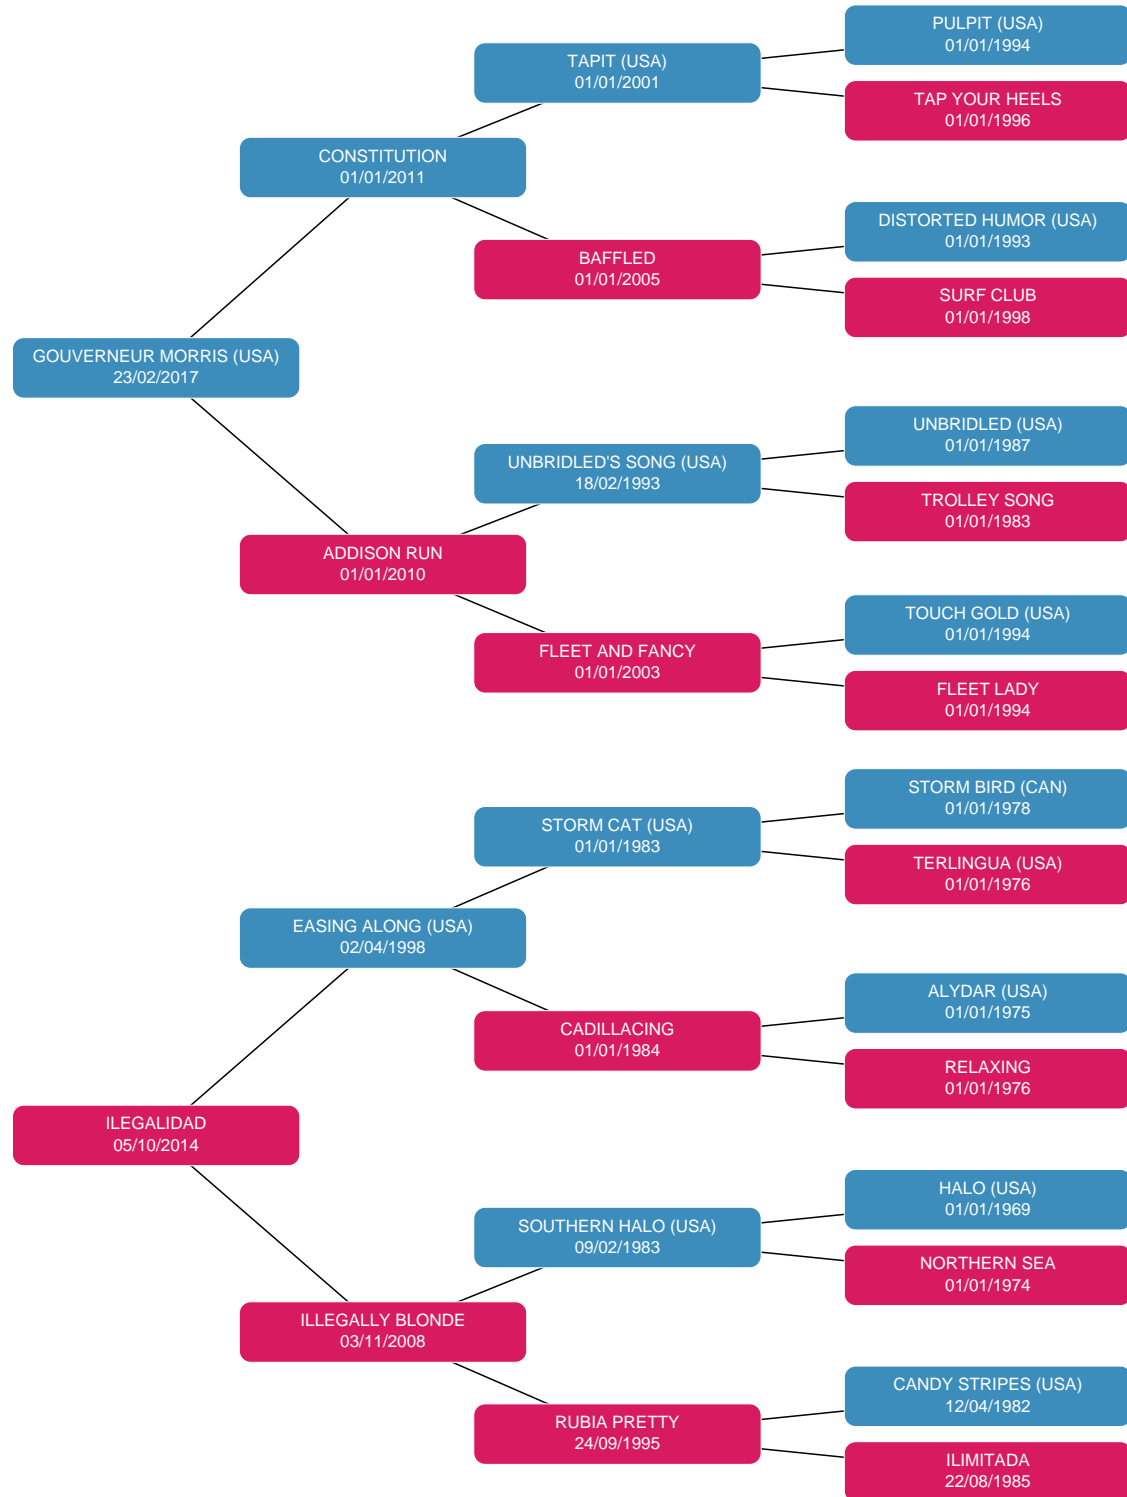 PULPIT (USA)
01/01/1994
TAPIT (USA)
01/01/2001
TAP YOUR HEELS
01/01/1996
CONSTITUTION
01/01/2011
DISTORTED HUMOR (USA)
01/01/1993
BAFFLED
01/01/2005
SURF CLUB
01/01/1998
GOUVERNEUR MORRIS (USA)
23/02/2017
UNBRIDLED (USA)
01/01/1987
UNBRIDLED'S SONG (USA)
18/02/1993
TROLLEY SONG
01/01/1983
ADDISON RUN
01/01/2010
TOUCH GOLD (USA)
01/01/1994
FLEET AND FANCY
01/01/2003
FLEET LADY
01/01/1994
STORM BIRD (CAN)
01/01/1978
STORM CAT (USA)
01/01/1983
TERLINGUA (USA)
01/01/1976
EASING ALONG (USA)
02/04/1998
ALYDAR (USA)
01/01/1975
CADILLACING
01/01/1984
RELAXING
01/01/1976
ILEGALIDAD
05/10/2014
HALO (USA)
01/01/1969
SOUTHERN HALO (USA)
09/02/1983
NORTHERN SEA
01/01/1974
ILLEGALLY BLONDE
03/11/2008
CANDY STRIPES (USA)
12/04/1982
RUBIA PRETTY
24/09/1995
ILIMITADA
22/08/1985